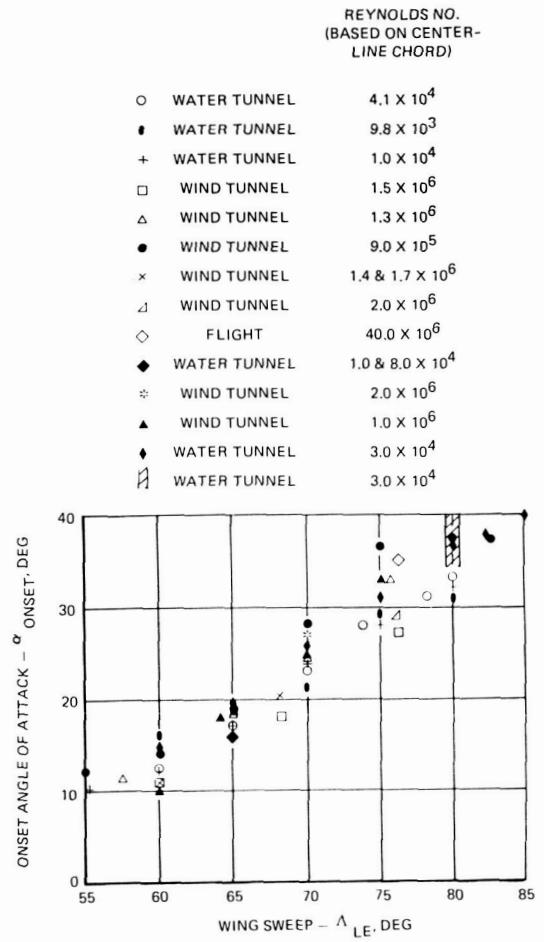 REYNOLDS NO.
(BASED ON CENTER-
LINE CHORD)
WATER TUNNEL 4.1 X 10^4
WATER TUNNEL 9.8 X 10^3
WATER TUNNEL 1.0 X 10^4
WIND TUNNEL 1.5 X 10^6
WIND TUNNEL 1.3 X 10^6
WIND TUNNEL 9.0 X 10^5
WIND TUNNEL 1.4 & 1.7 X 10^6
WIND TUNNEL 2.0 X 10^6
FLIGHT 40.0 X 10^6
WATER TUNNEL 1.0 & 8.0 X 10^4
WIND TUNNEL 2.0 X 10^6
WIND TUNNEL 1.0 X 10^6
WATER TUNNEL 3.0 X 10^4
WATER TUNNEL 3.0 X 10^4
ONSET ANGLE OF ATTACK – α ONSET, DEG
40
30
20
10
0
55 60 65 70 75 80 85
WING SWEEP – Λ LE, DEG